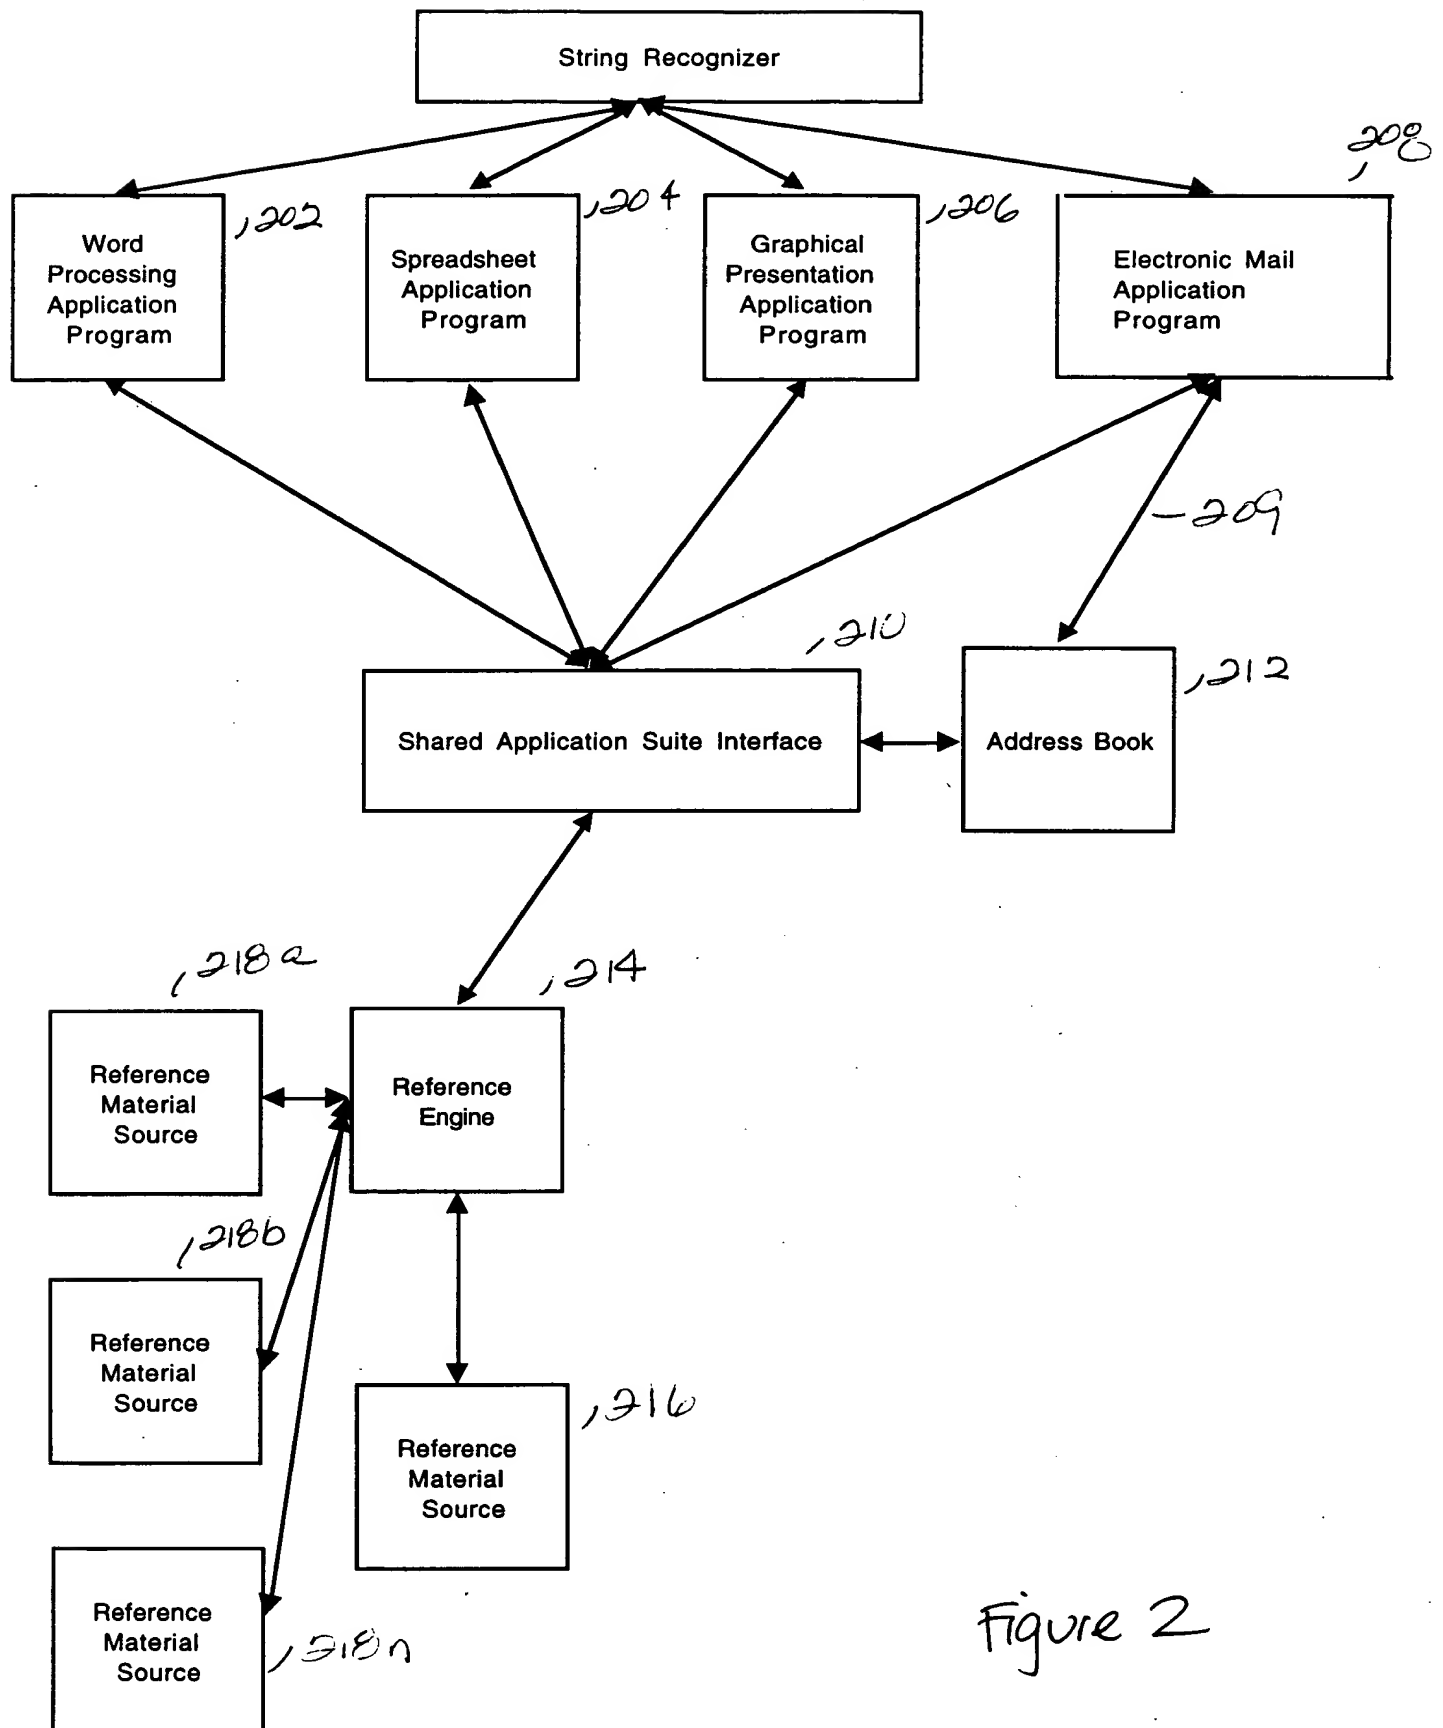 String Recognizer
208
Word
Processing
Application
Program
,202
Spreadsheet
Application
Program
,204
Graphical
Presentation
Application
Program
,206
Electronic Mail
Application
Program
209
,210
Shared Application Suite Interface
Address Book
,212
,218a
,214
Reference
Material
Source
Reference
Engine
,218b
Reference
Material
Source
,216
Reference
Material
Source
Reference
Material
Source
,218n
Figure 2